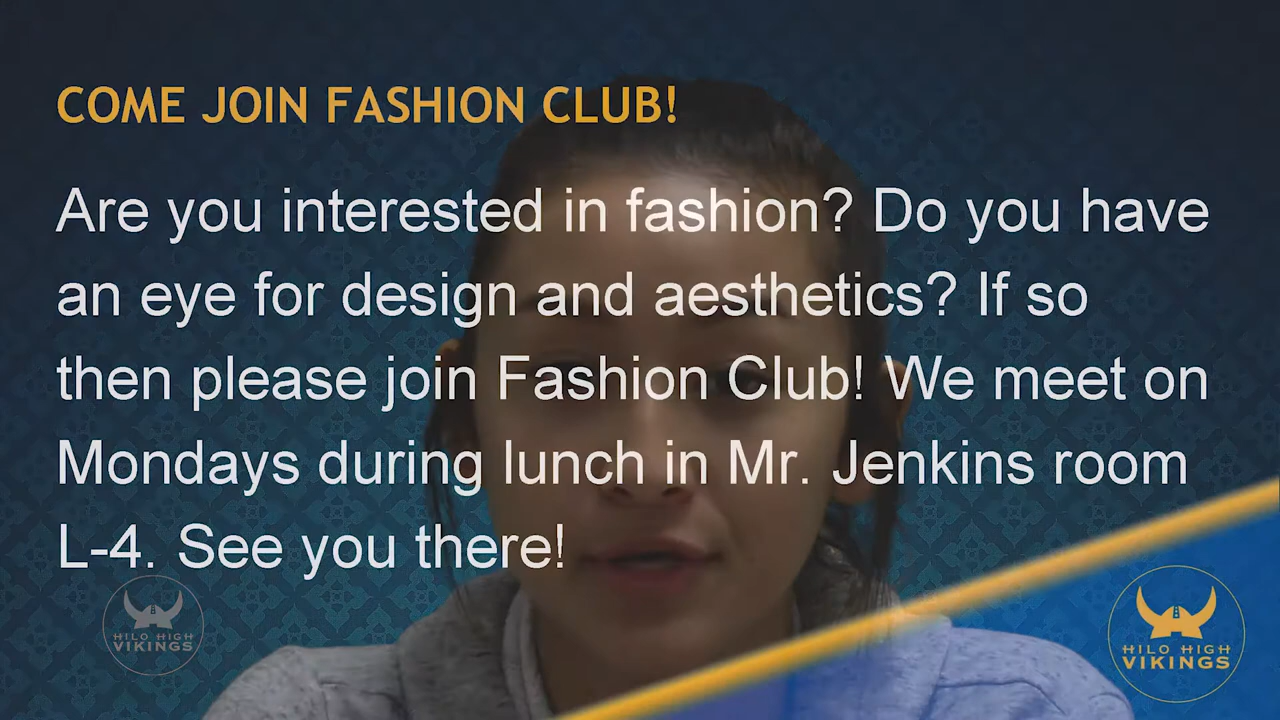 COME JOIN FASHION CLUB!
Are you interested in fashion? Do you have
an eye for design and aesthetics? If so
then please join Fashion Club! We meet on
Mondays during lunch in Mr. Jenkins room
L-4. See you there!
HILO HIGH
VIKINGS
HILO HIGH
VIKINGS